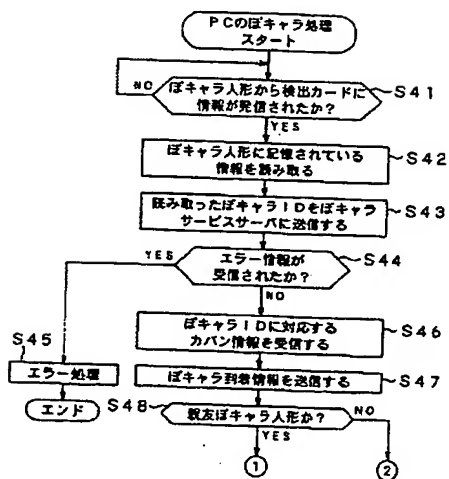 PCのぽキャラ処理
スタート
ぽキャラ人形から検出カードに
情報が発信されたか？
NO
S41
YES
ぽキャラ人形に記憶されている
情報を読み取る
S42
読み取ったぽキャラIDをぽキャラ
サービスサーバに送信する
S43
エラー情報が
受信されたか？
YES
S44
NO
ぽキャラIDに対応する
カバン情報を受信する
S46
S45
エラー処理
エンド
ぽキャラ到着情報を送信する
S47
S48
親友ぽキャラ人形か？
NO
YES
①
②